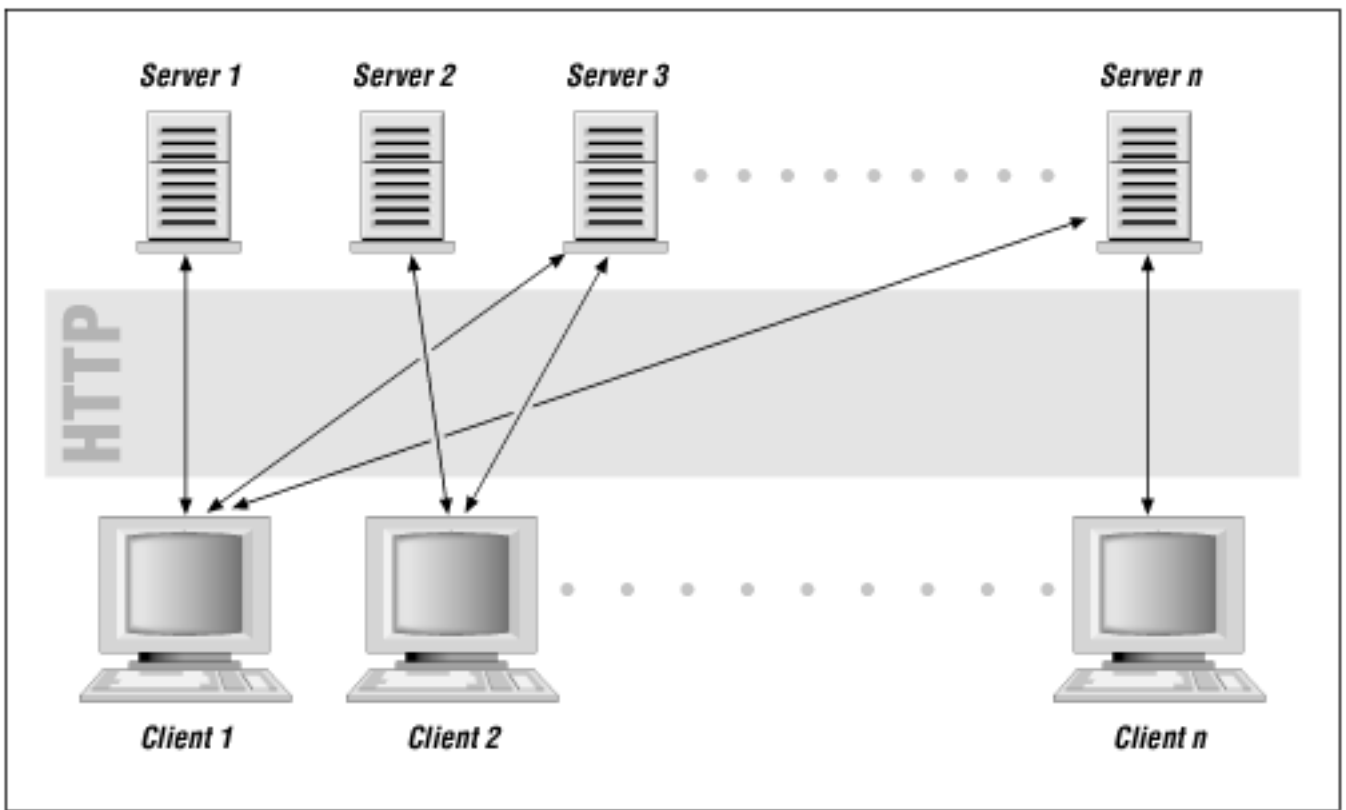 Server 1
Server 2
Server 3
Server n
HTTP
Client 1
Client 2
Client n